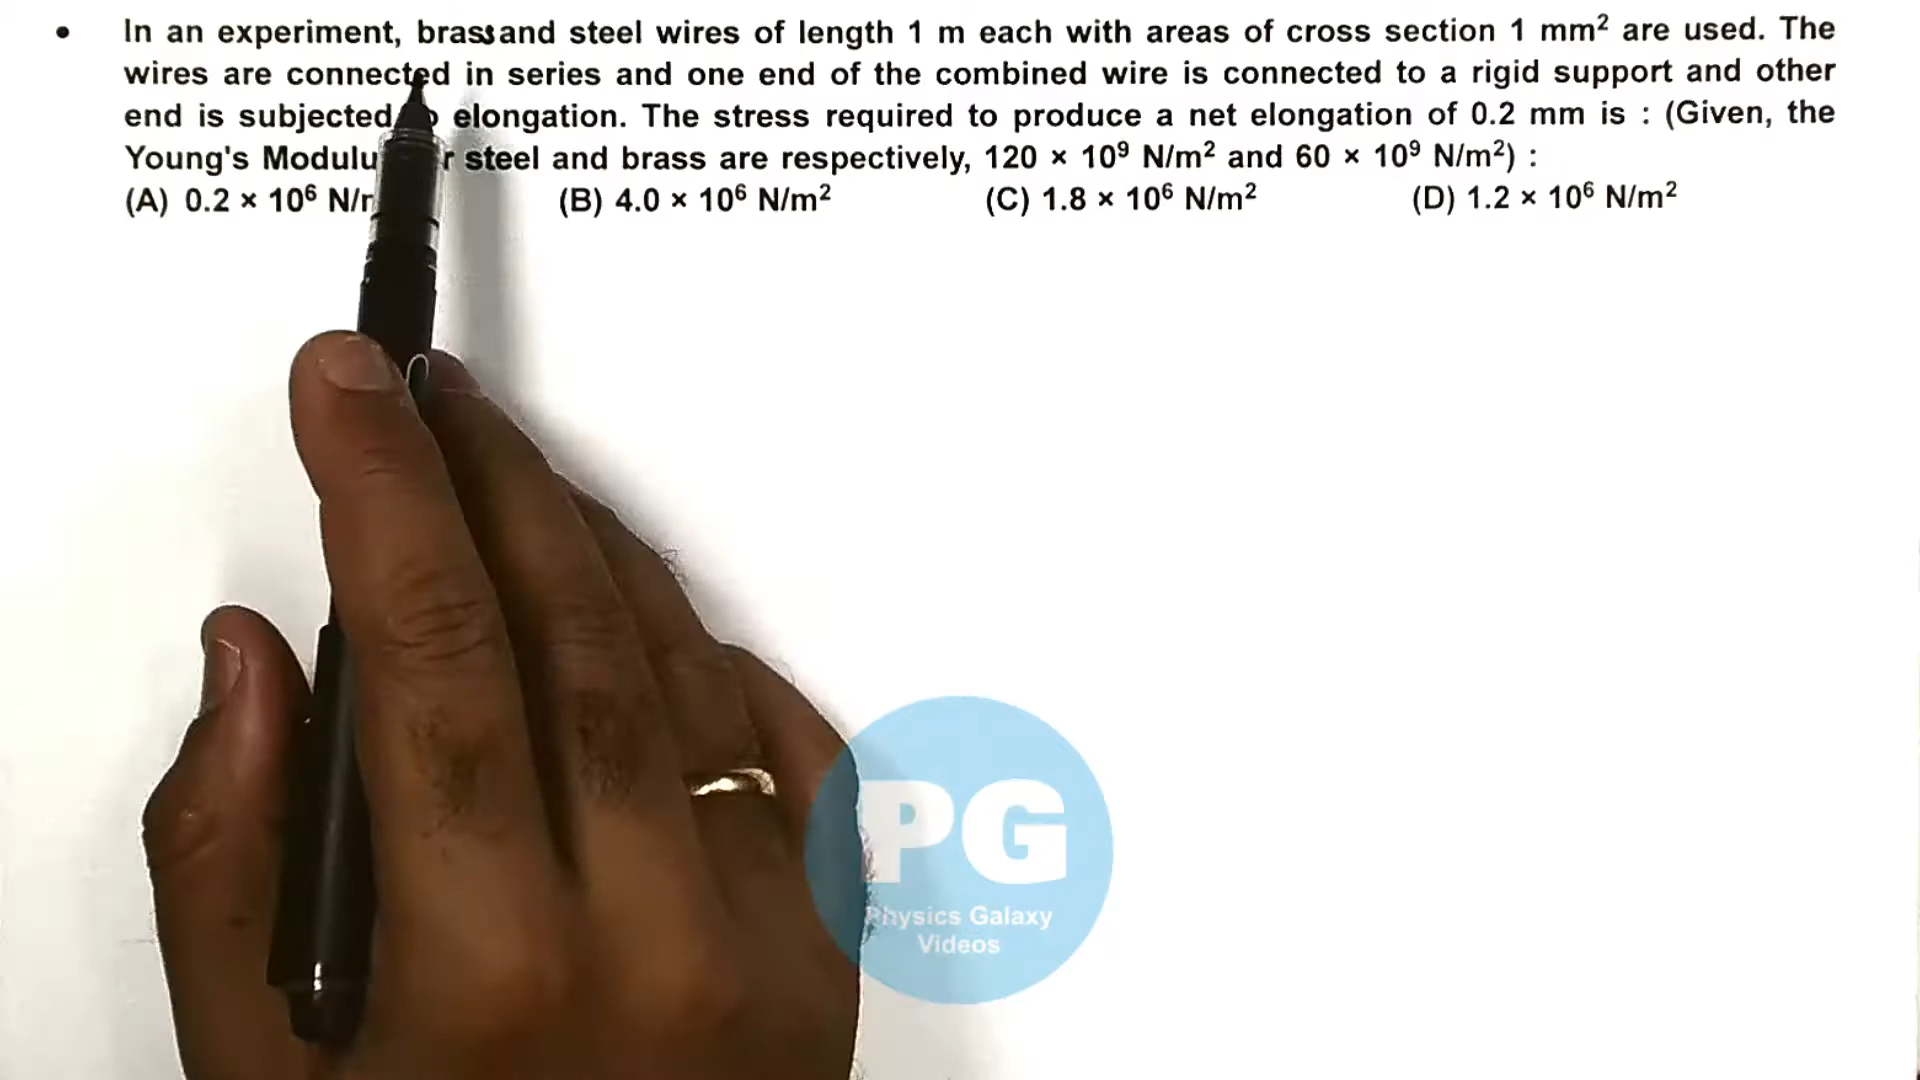 • In an experiment, brass and steel wires of length 1 m each with areas of cross section 1 mm² are used. The
wires are connected in series and one end of the combined wire is connected to a rigid support and other
end is subjected elongation. The stress required to produce a net elongation of 0.2 mm is : (Given, the
Young's Modulu r steel and brass are respectively, 120 × 10⁹ N/m² and 60 × 10⁹ N/m²) :
(A) 0.2 × 10⁶ N/ (B) 4.0 × 10⁶ N/m² (C) 1.8 × 10⁶ N/m² (D) 1.2 × 10⁶ N/m²
PG
Physics Galaxy
Videos